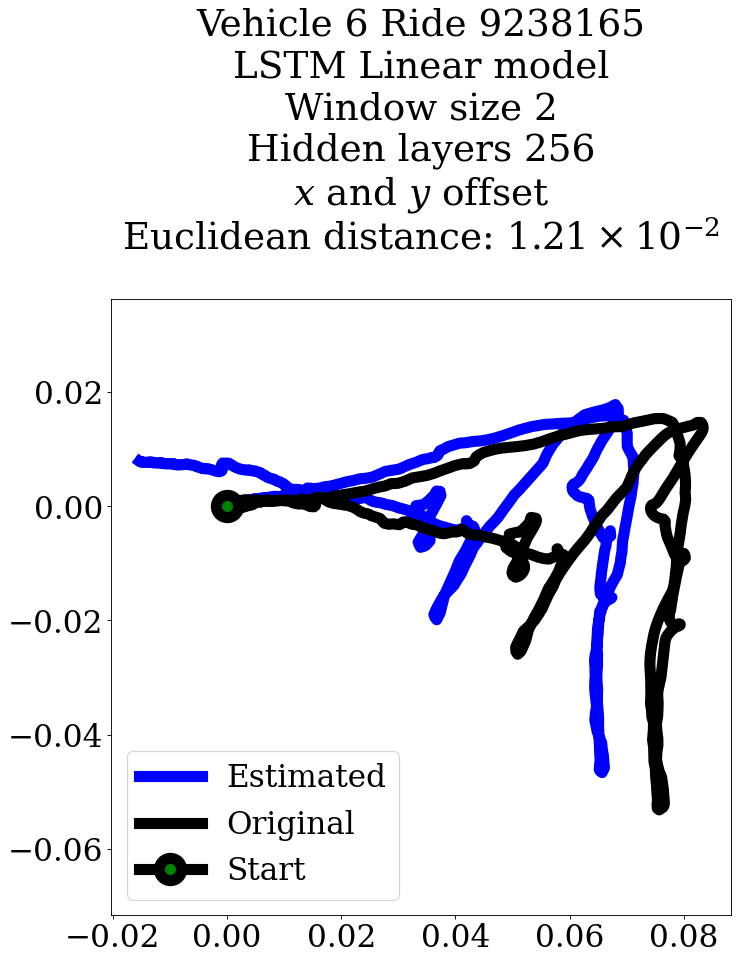 Vehicle 6 Ride 9238165
LSTM Linear model
Window size 2
Hidden layers 256
x and y offset
Euclidean distance: 1.21 × 10⁻²
0.02
0.00
−0.02
−0.04
−0.06
Estimated
Original
Start
−0.02 0.00 0.02 0.04 0.06 0.08